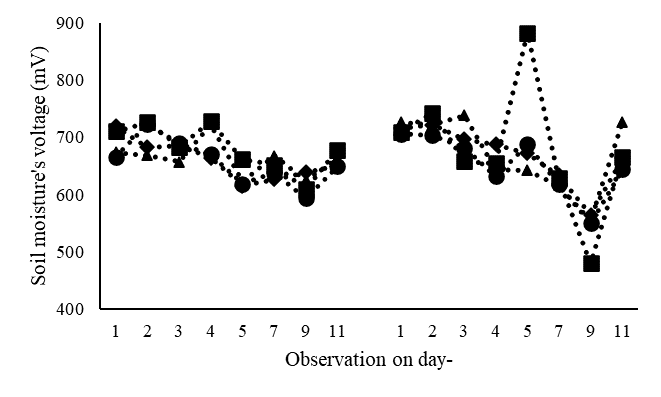 900
800
700
600
500
400
Soil moisture's voltage (mV)
1 2 3 4 5 7 9 11 1 2 3 4 5 7 9 11
Observation on day-